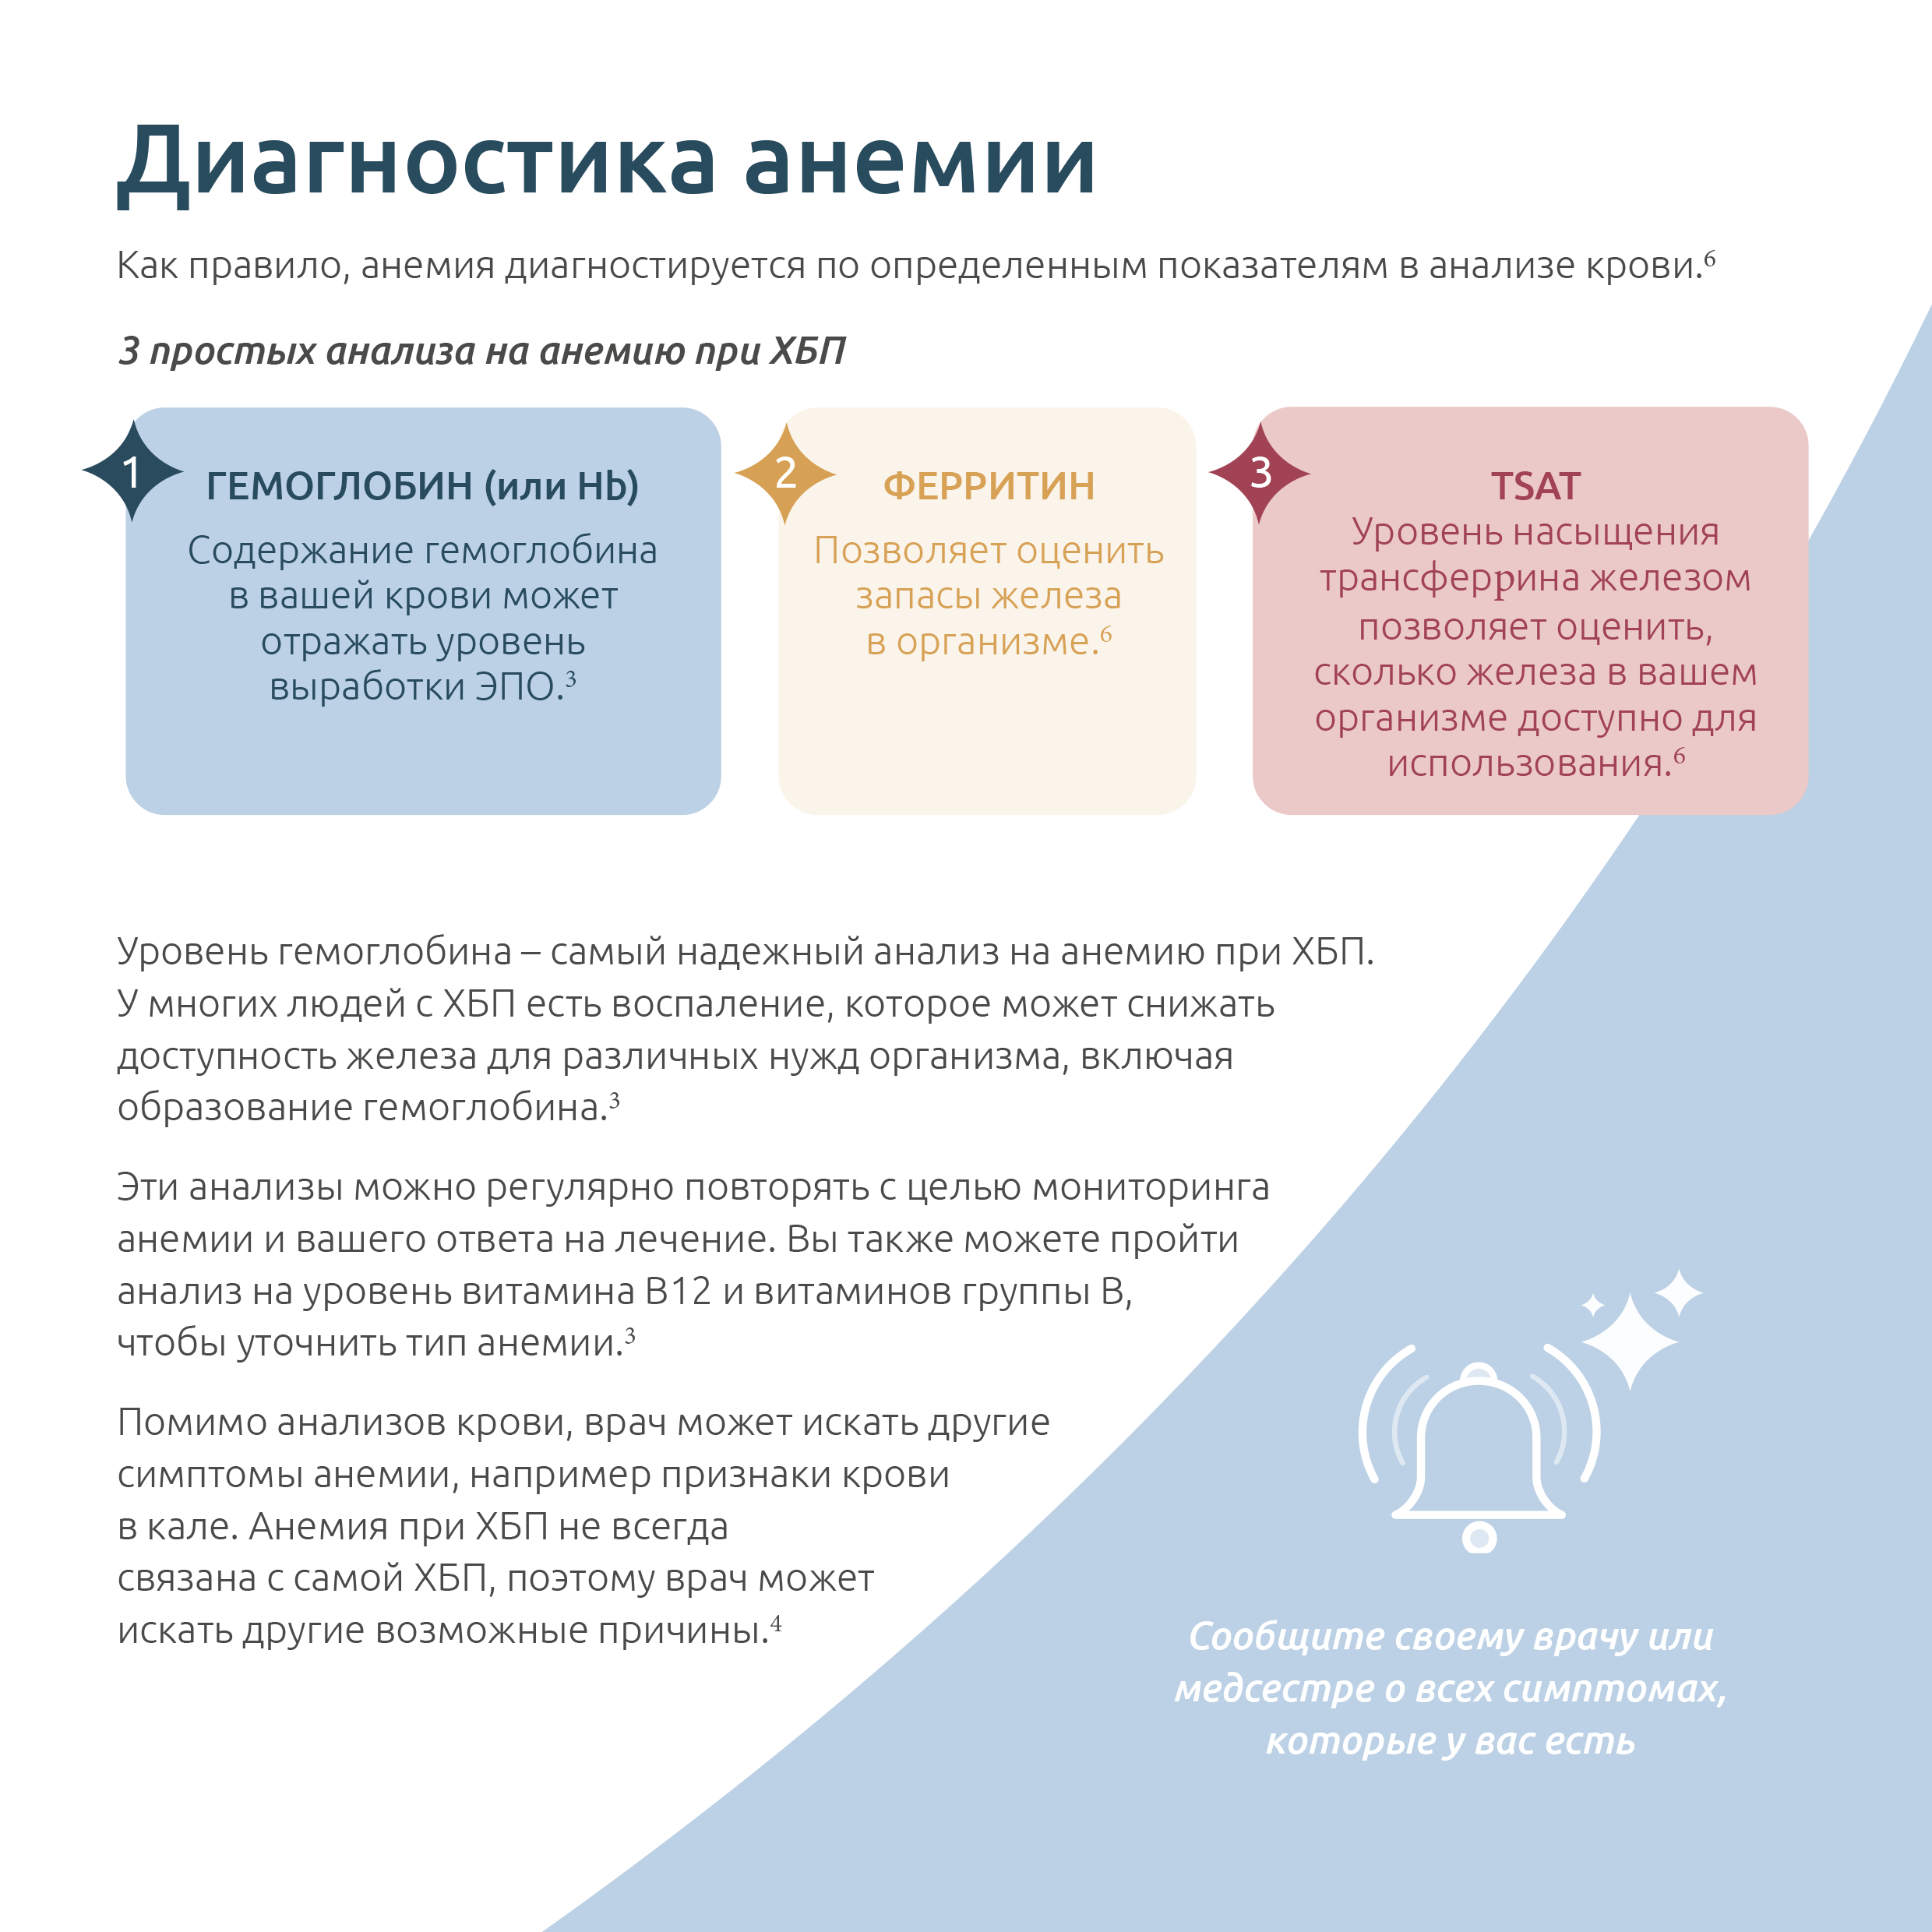 Диагностика анемии
Как правило, анемия диагностируется по определенным показателям в анализе крови.⁶
3 простых анализа на анемию при ХБП
1
ГЕМОГЛОБИН (или Hb)
Содержание гемоглобина
в вашей крови может
отражать уровень
выработки ЭПО.³
2
ФЕРРИТИН
Позволяет оценить
запасы железа
в организме.⁶
3
TSAT
Уровень насыщения
трансферрина железом
позволяет оценить,
сколько железа в вашем
организме доступно для
использования.⁶
Уровень гемоглобина – самый надежный анализ на анемию при ХБП.
У многих людей с ХБП есть воспаление, которое может снижать
доступность железа для различных нужд организма, включая
образование гемоглобина.³
Эти анализы можно регулярно повторять с целью мониторинга
анемии и вашего ответа на лечение. Вы также можете пройти
анализ на уровень витамина B12 и витаминов группы B,
чтобы уточнить тип анемии.³
Помимо анализов крови, врач может искать другие
симптомы анемии, например признаки крови
в кале. Анемия при ХБП не всегда
связана с самой ХБП, поэтому врач может
искать другие возможные причины.⁴
Сообщите своему врачу или
медсестре о всех симптомах,
которые у вас есть